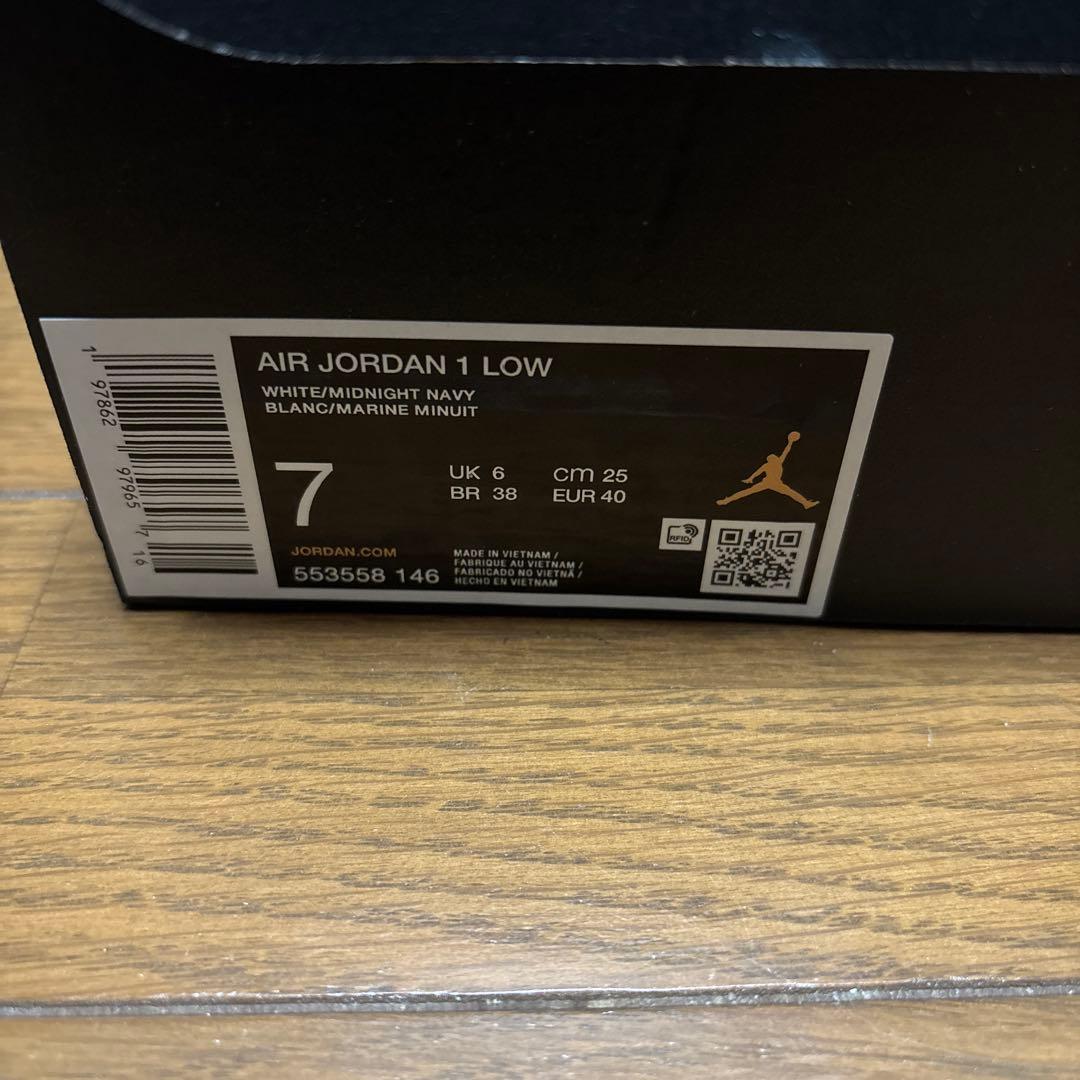 AIR JORDAN 1 LOW
WHITE/MIDNIGHT NAVY
BLANC/MARINE MINUIT
7
UK 6
BR 38
cm 25
EUR 40
RFID
JORDAN.COM
553558 146
MADE IN VIETNAM /
FABRIQUE AU VIETNAM /
FABRICADO NO VIETNÃ /
HECHO EN VIETNAM
1 97862 97965 7 16